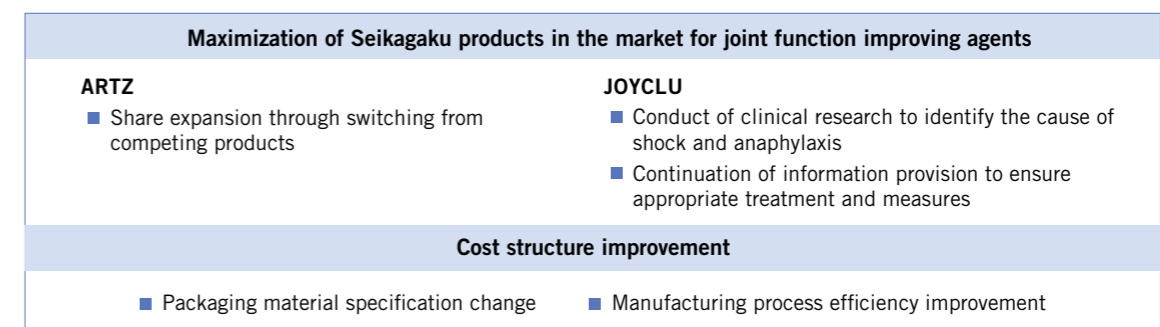 Maximization of Seikagaku products in the market for joint function improving agents
ARTZ
■ Share expansion through switching from
competing products
JOYCLU
■ Conduct of clinical research to identify the cause of
shock and anaphylaxis
■ Continuation of information provision to ensure
appropriate treatment and measures
Cost structure improvement
■ Packaging material specification change
■ Manufacturing process efficiency improvement